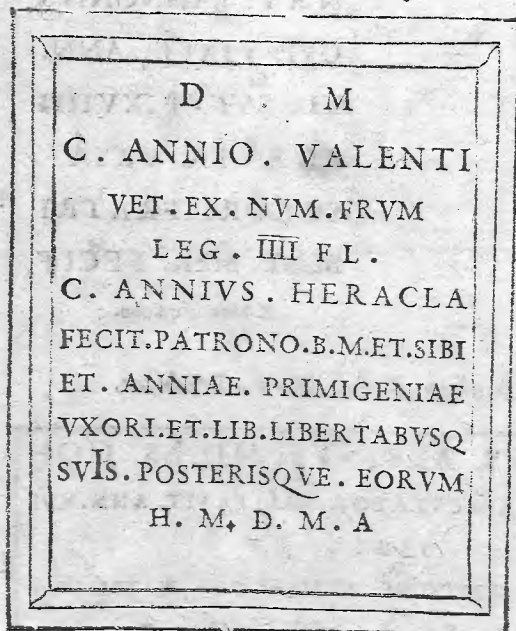 D . M
C. ANNIO. VALENTI
VET. EX. NVM. FRVM
LEG. IIII FL.
C. ANNIVS. HERACLA
FECIT.PATRONO.B.M.ET.SIBI
ET. ANNIAE. PRIMIGENIAE
VXORI.ET.LIB.LIBERTABVSQ
SVIS. POSTERISQVE. EORVM
H. M. D. M. A